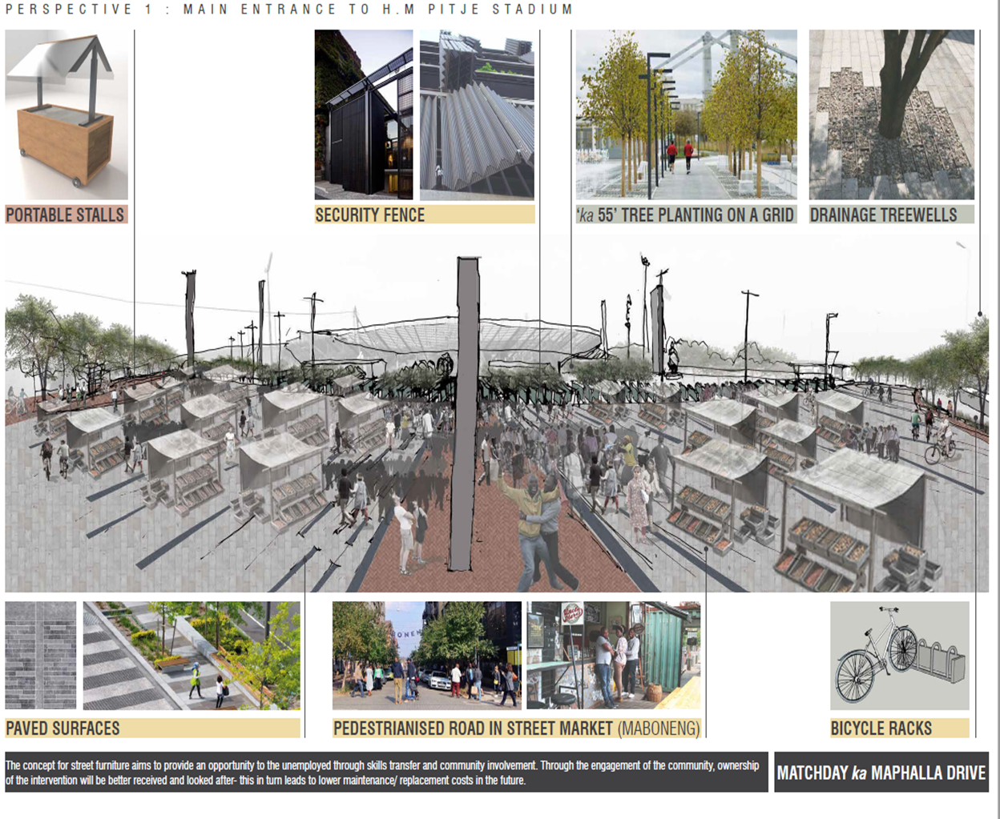 PERSPECTIVE 1 : MAIN ENTRANCE TO H.M PITJE STADIUM
PORTABLE STALLS
SECURITY FENCE
‘ka 55’ TREE PLANTING ON A GRID
DRAINAGE TREEWELLS
PAVED SURFACES
PEDESTRIANISED ROAD IN STREET MARKET (MABONENG)
BICYCLE RACKS
The concept for street furniture aims to provide an opportunity to the unemployed through skills transfer and community involvement. Through the engagement of the community, ownership
of the intervention will be better received and looked after- this in turn leads to lower maintenance/ replacement costs in the future.
MATCHDAY ka MAPHALLA DRIVE